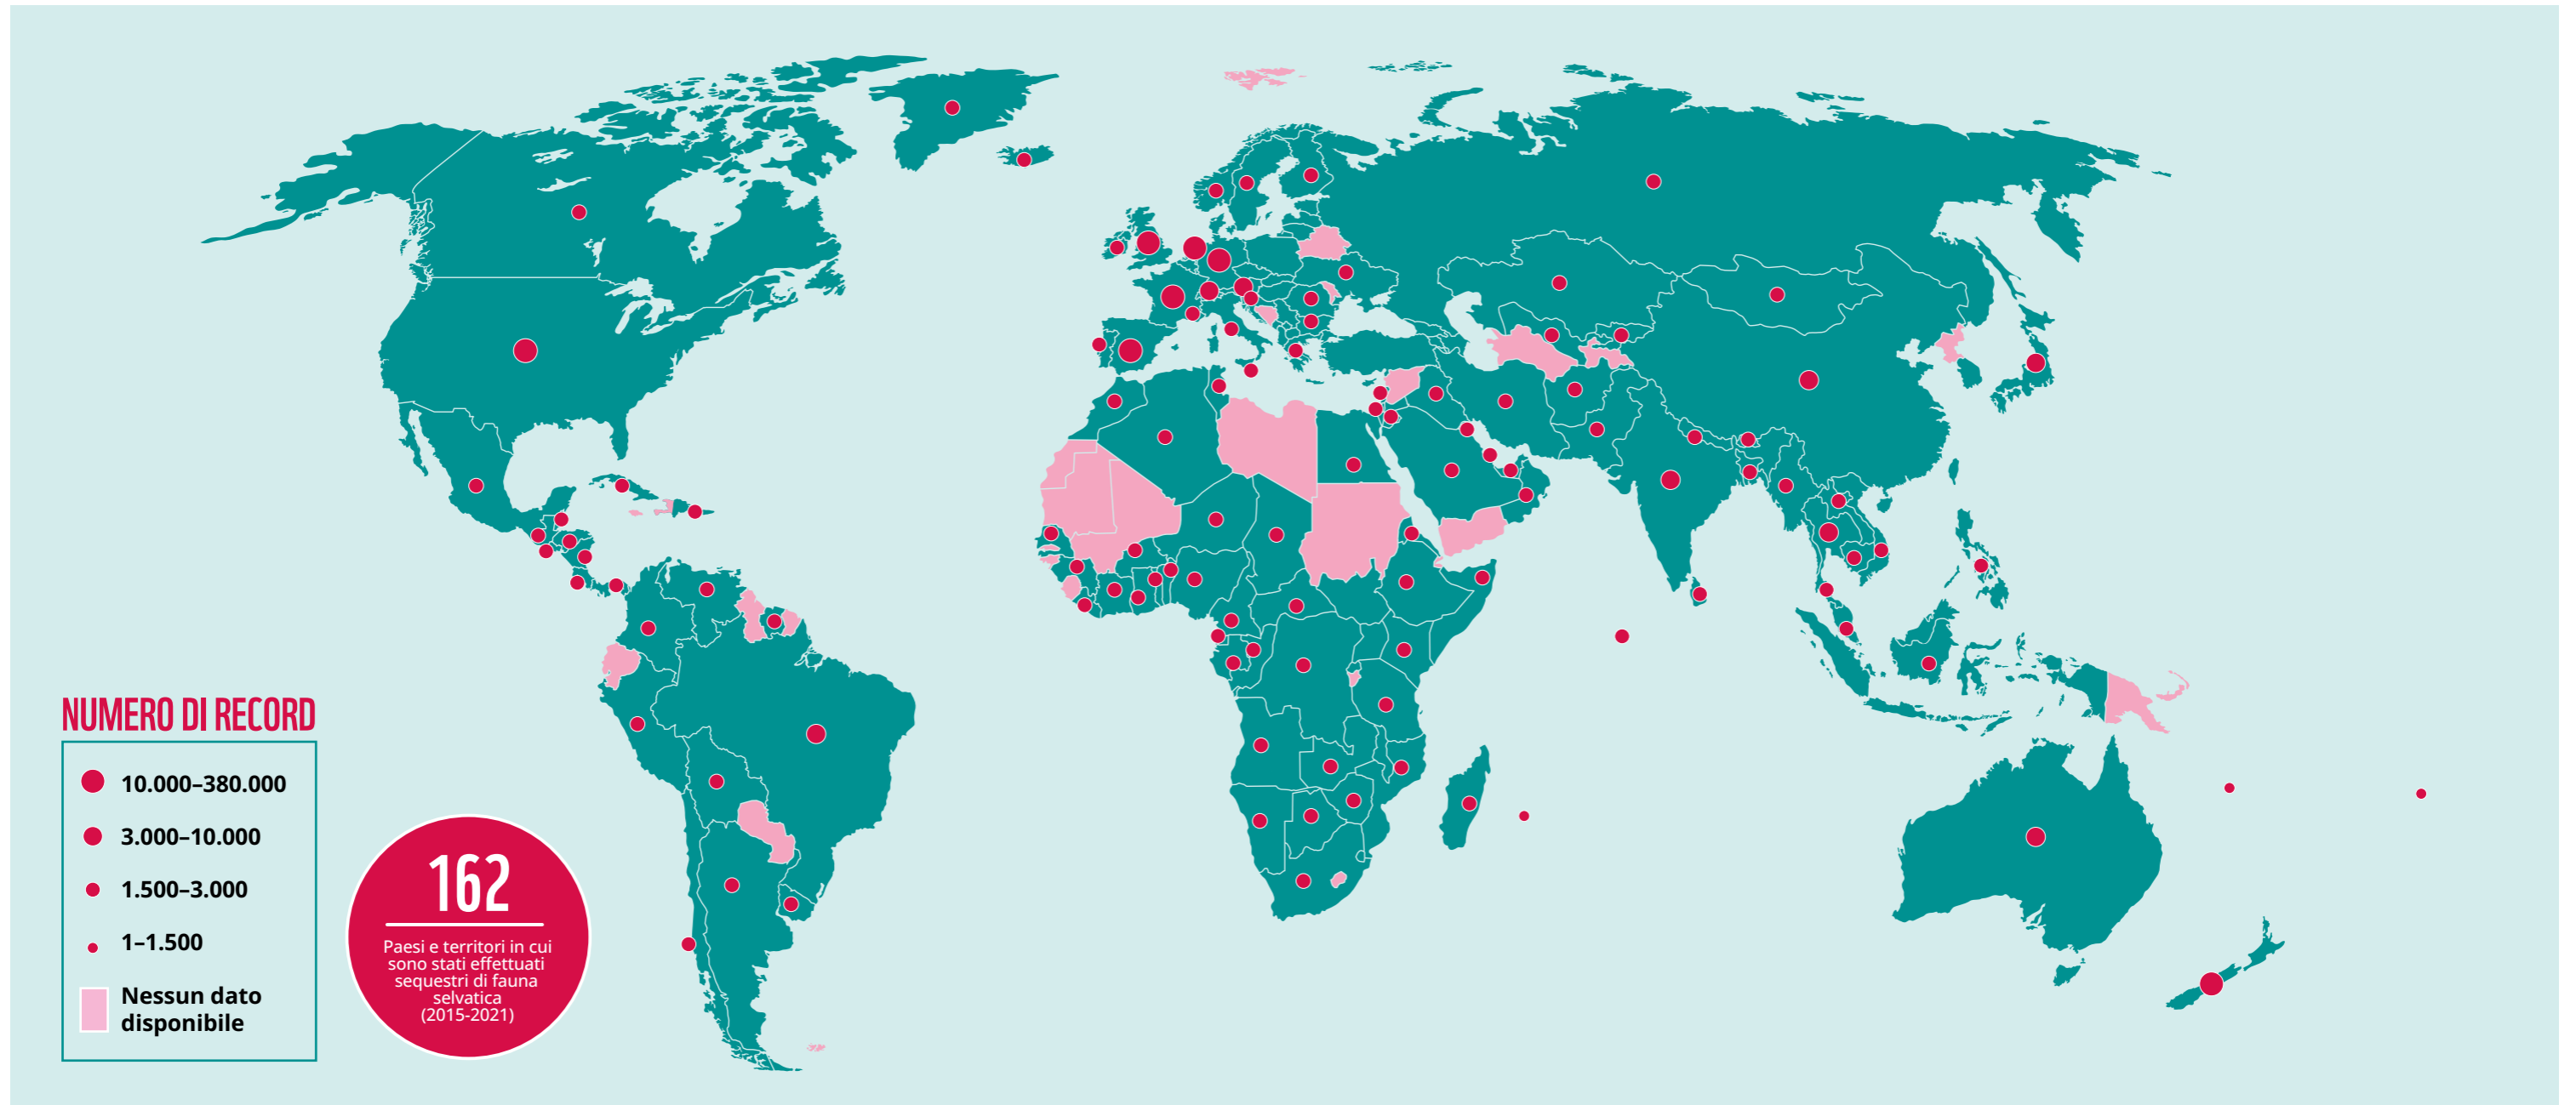 NUMERO DI RECORD
10.000–380.000
3.000–10.000
1.500–3.000
1–1.500
Nessun dato
disponibile
162
Paesi e territori in cui
sono stati effettuati
sequestri di fauna
selvatica
(2015-2021)